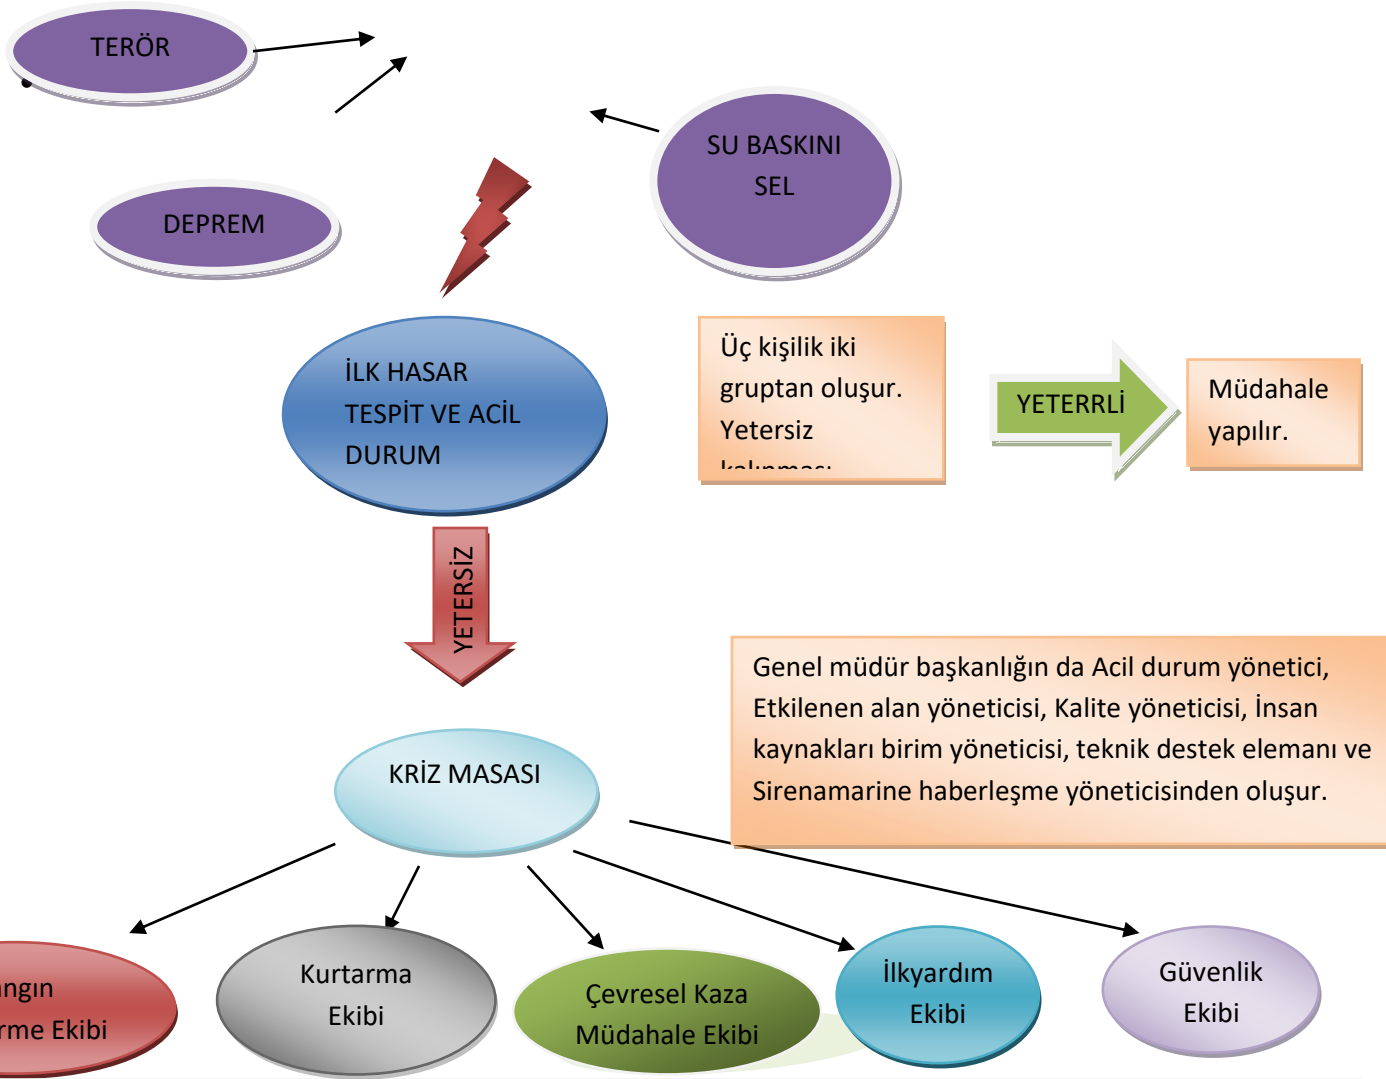 TERÖR
SU BASKINI
SEL
DEPREM
İLK HASAR
TESPİT VE ACİL
DURUM
Üç kişilik iki
gruptan oluşur.
Yetersiz
YETERRLİ
Müdahale
yapılır.
YETERSİZ
Genel müdür başkanlığın da Acil durum yönetici,
Etkilenen alan yöneticisi, Kalite yöneticisi, İnsan
kaynakları birim yöneticisi, teknik destek elemanı ve
Sirenamarine haberleşme yöneticisinden oluşur.
KRİZ MASASI
Kurtarma
Ekibi
Çevresel Kaza
Müdahale Ekibi
İlkyardım
Ekibi
Güvenlik
Ekibi
ngın
rme Ekibi